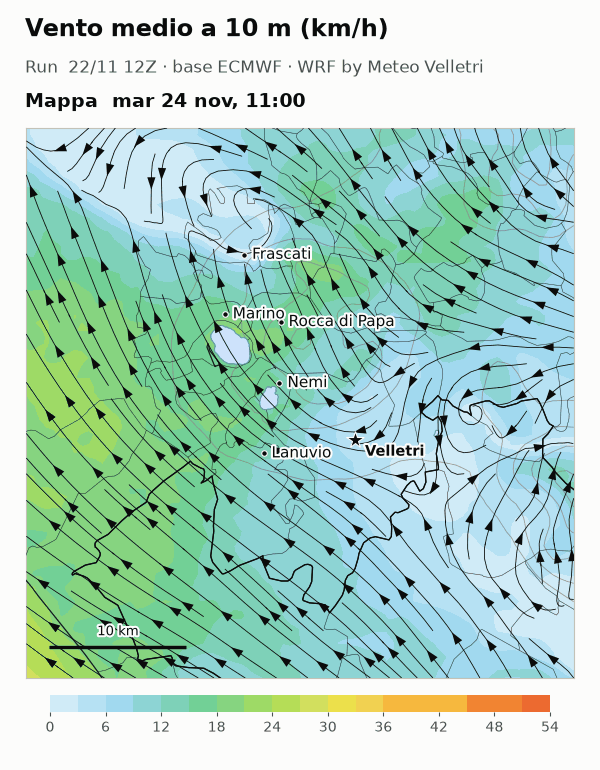 Vento medio a 10 m (km/h)
Run  22/11 12Z · base ECMWF · WRF by Meteo Velletri
Mappa  mar 24 nov, 11:00
Frascati
Marino
Rocca di Papa
Nemi
Velletri
Lanuvio
10 km
0 6 12 18 24 30 36 42 48 54